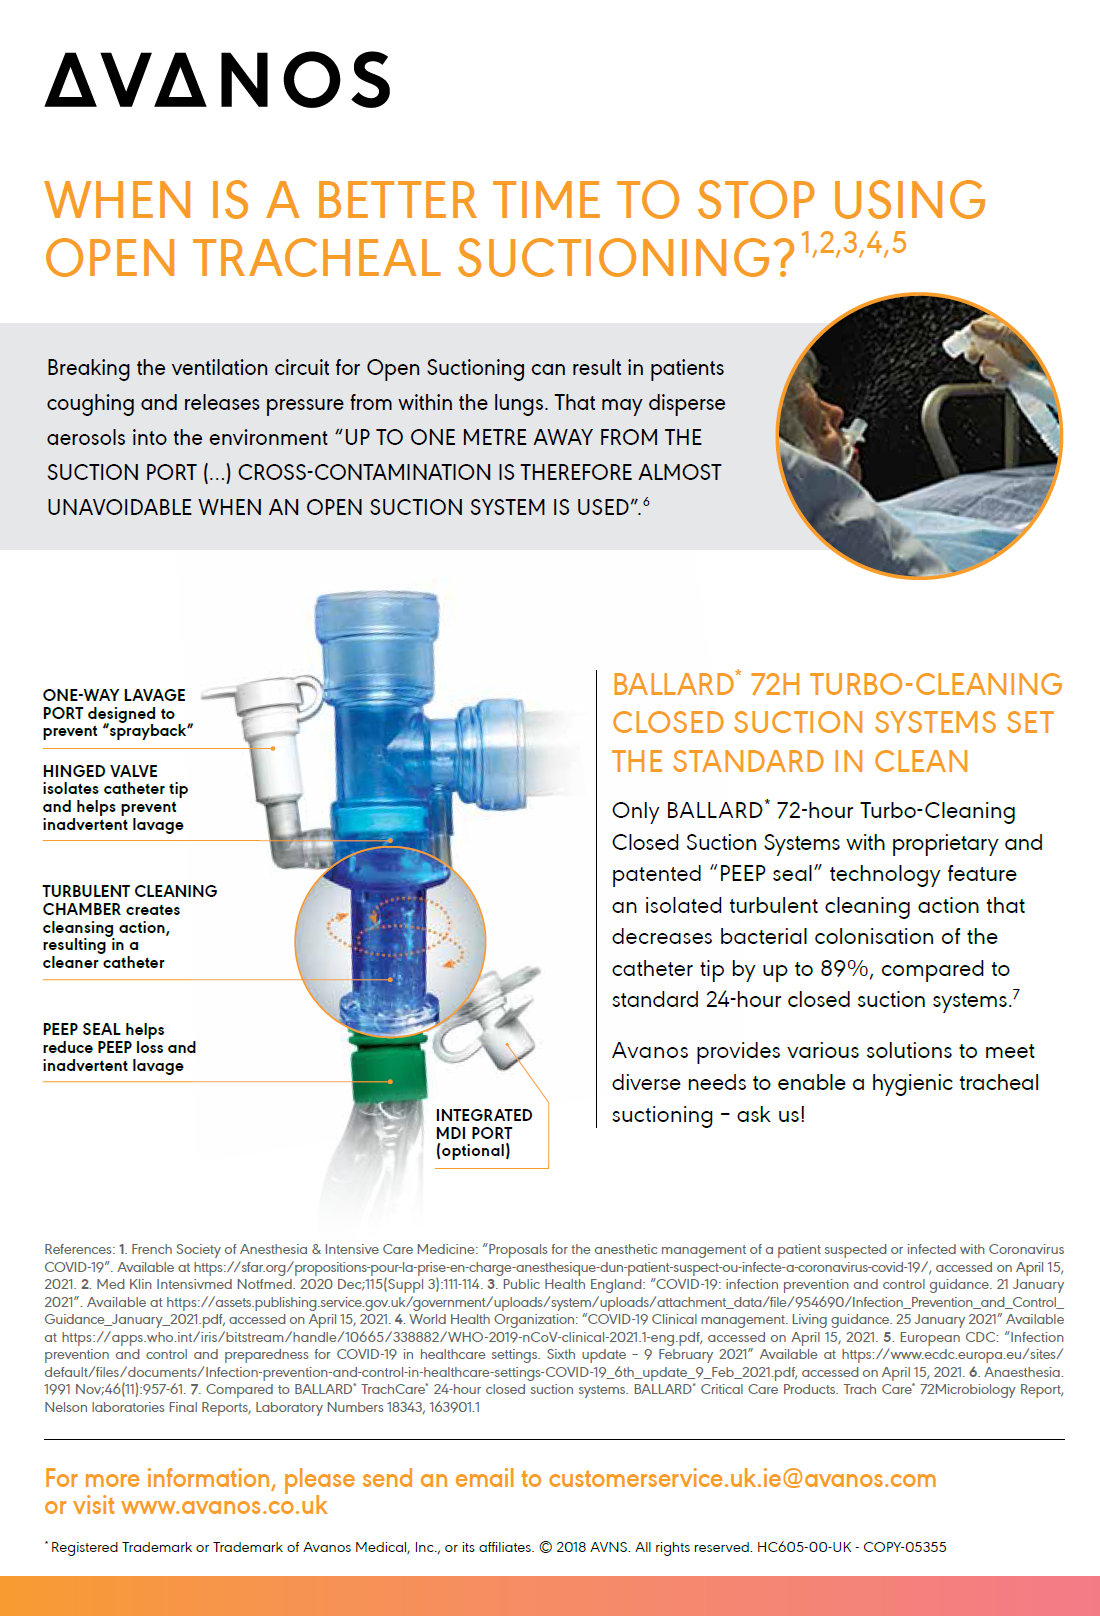 AVANOS
WHEN IS A BETTER TIME TO STOP USING
OPEN TRACHEAL SUCTIONING?1,2,3,4,5
Breaking the ventilation circuit for Open Suctioning can result in patients
coughing and releases pressure from within the lungs. That may disperse
aerosols into the environment “UP TO ONE METRE AWAY FROM THE
SUCTION PORT (...) CROSS-CONTAMINATION IS THEREFORE ALMOST
UNAVOIDABLE WHEN AN OPEN SUCTION SYSTEM IS USED”.6
ONE-WAY LAVAGE
PORT designed to
prevent “sprayback”
HINGED VALVE
isolates catheter tip
and helps prevent
inadvertent lavage
TURBULENT CLEANING
CHAMBER creates
cleansing action,
resulting in a
cleaner catheter
PEEP SEAL helps
reduce PEEP loss and
inadvertent lavage
INTEGRATED
MDI PORT
(optional)
BALLARD* 72H TURBO-CLEANING
CLOSED SUCTION SYSTEMS SET
THE STANDARD IN CLEAN
Only BALLARD* 72-hour Turbo-Cleaning
Closed Suction Systems with proprietary and
patented “PEEP seal” technology feature
an isolated turbulent cleaning action that
decreases bacterial colonisation of the
catheter tip by up to 89%, compared to
standard 24-hour closed suction systems.7
Avanos provides various solutions to meet
diverse needs to enable a hygienic tracheal
suctioning – ask us!
References: 1. French Society of Anesthesia & Intensive Care Medicine: “Proposals for the anesthetic management of a patient suspected or infected with Coronavirus
COVID-19”. Available at https://sfar.org/propositions-pour-la-prise-en-charge-anesthesique-dun-patient-suspect-ou-infecte-a-coronavirus-covid-19/, accessed on April 15,
2021. 2. Med Klin Intensivmed Notfmed. 2020 Dec;115(Suppl 3):111-114. 3. Public Health England: “COVID-19: infection prevention and control guidance. 21 January
2021”. Available at https://assets.publishing.service.gov.uk/government/uploads/system/uploads/attachment_data/file/954690/Infection_Prevention_and_Control_
Guidance_January_2021.pdf, accessed on April 15, 2021. 4. World Health Organization: “COVID-19 Clinical management. Living guidance. 25 January 2021” Available
at https://apps.who.int/iris/bitstream/handle/10665/338882/WHO-2019-nCoV-clinical-2021.1-eng.pdf, accessed on April 15, 2021. 5. European CDC: “Infection
prevention and control and preparedness for COVID-19 in healthcare settings. Sixth update – 9 February 2021” Available at https://www.ecdc.europa.eu/sites/
default/files/documents/Infection-prevention-and-control-in-healthcare-settings-COVID-19_6th_update_9_Feb_2021.pdf, accessed on April 15, 2021. 6. Anaesthesia.
1991 Nov;46(11):957-61. 7. Compared to BALLARD* TrachCare* 24-hour closed suction systems. BALLARD* Critical Care Products. Trach Care* 72Microbiology Report,
Nelson laboratories Final Reports, Laboratory Numbers 18343, 163901.1
For more information, please send an email to customerservice.uk.ie@avanos.com
or visit www.avanos.co.uk
*Registered Trademark or Trademark of Avanos Medical, Inc., or its affiliates. © 2018 AVNS. All rights reserved. HC605-00-UK - COPY-05355